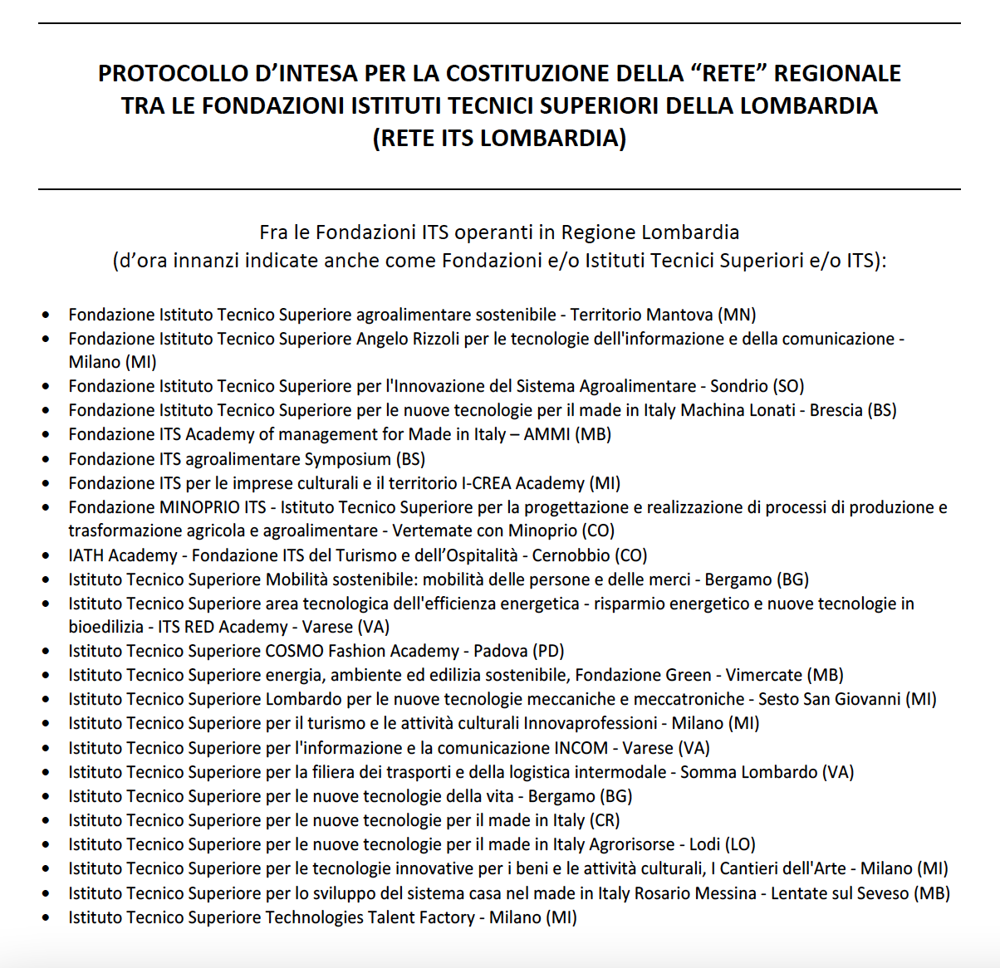 PROTOCOLLO D’INTESA PER LA COSTITUZIONE DELLA “RETE” REGIONALE
TRA LE FONDAZIONI ISTITUTI TECNICI SUPERIORI DELLA LOMBARDIA
(RETE ITS LOMBARDIA)
Fra le Fondazioni ITS operanti in Regione Lombardia
(d’ora innanzi indicate anche come Fondazioni e/o Istituti Tecnici Superiori e/o ITS):
• Fondazione Istituto Tecnico Superiore agroalimentare sostenibile - Territorio Mantova (MN)
• Fondazione Istituto Tecnico Superiore Angelo Rizzoli per le tecnologie dell'informazione e della comunicazione -
Milano (MI)
• Fondazione Istituto Tecnico Superiore per l'Innovazione del Sistema Agroalimentare - Sondrio (SO)
• Fondazione Istituto Tecnico Superiore per le nuove tecnologie per il made in Italy Machina Lonati - Brescia (BS)
• Fondazione ITS Academy of management for Made in Italy – AMMI (MB)
• Fondazione ITS agroalimentare Symposium (BS)
• Fondazione ITS per le imprese culturali e il territorio I-CREA Academy (MI)
• Fondazione MINOPRIO ITS - Istituto Tecnico Superiore per la progettazione e realizzazione di processi di produzione e
trasformazione agricola e agroalimentare - Vertemate con Minoprio (CO)
• IATH Academy - Fondazione ITS del Turismo e dell’Ospitalità - Cernobbio (CO)
• Istituto Tecnico Superiore Mobilità sostenibile: mobilità delle persone e delle merci - Bergamo (BG)
• Istituto Tecnico Superiore area tecnologica dell'efficienza energetica - risparmio energetico e nuove tecnologie in
bioedilizia - ITS RED Academy - Varese (VA)
• Istituto Tecnico Superiore COSMO Fashion Academy - Padova (PD)
• Istituto Tecnico Superiore energia, ambiente ed edilizia sostenibile, Fondazione Green - Vimercate (MB)
• Istituto Tecnico Superiore Lombardo per le nuove tecnologie meccaniche e meccatroniche - Sesto San Giovanni (MI)
• Istituto Tecnico Superiore per il turismo e le attività culturali Innovaprofessioni - Milano (MI)
• Istituto Tecnico Superiore per l'informazione e la comunicazione INCOM - Varese (VA)
• Istituto Tecnico Superiore per la filiera dei trasporti e della logistica intermodale - Somma Lombardo (VA)
• Istituto Tecnico Superiore per le nuove tecnologie della vita - Bergamo (BG)
• Istituto Tecnico Superiore per le nuove tecnologie per il made in Italy (CR)
• Istituto Tecnico Superiore per le nuove tecnologie per il made in Italy Agrorisorse - Lodi (LO)
• Istituto Tecnico Superiore per le tecnologie innovative per i beni e le attività culturali, I Cantieri dell'Arte - Milano (MI)
• Istituto Tecnico Superiore per lo sviluppo del sistema casa nel made in Italy Rosario Messina - Lentate sul Seveso (MB)
• Istituto Tecnico Superiore Technologies Talent Factory - Milano (MI)